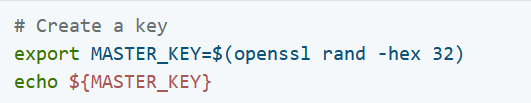 # Create a key
export MASTER_KEY=$(openssl rand -hex 32)
echo ${MASTER_KEY}